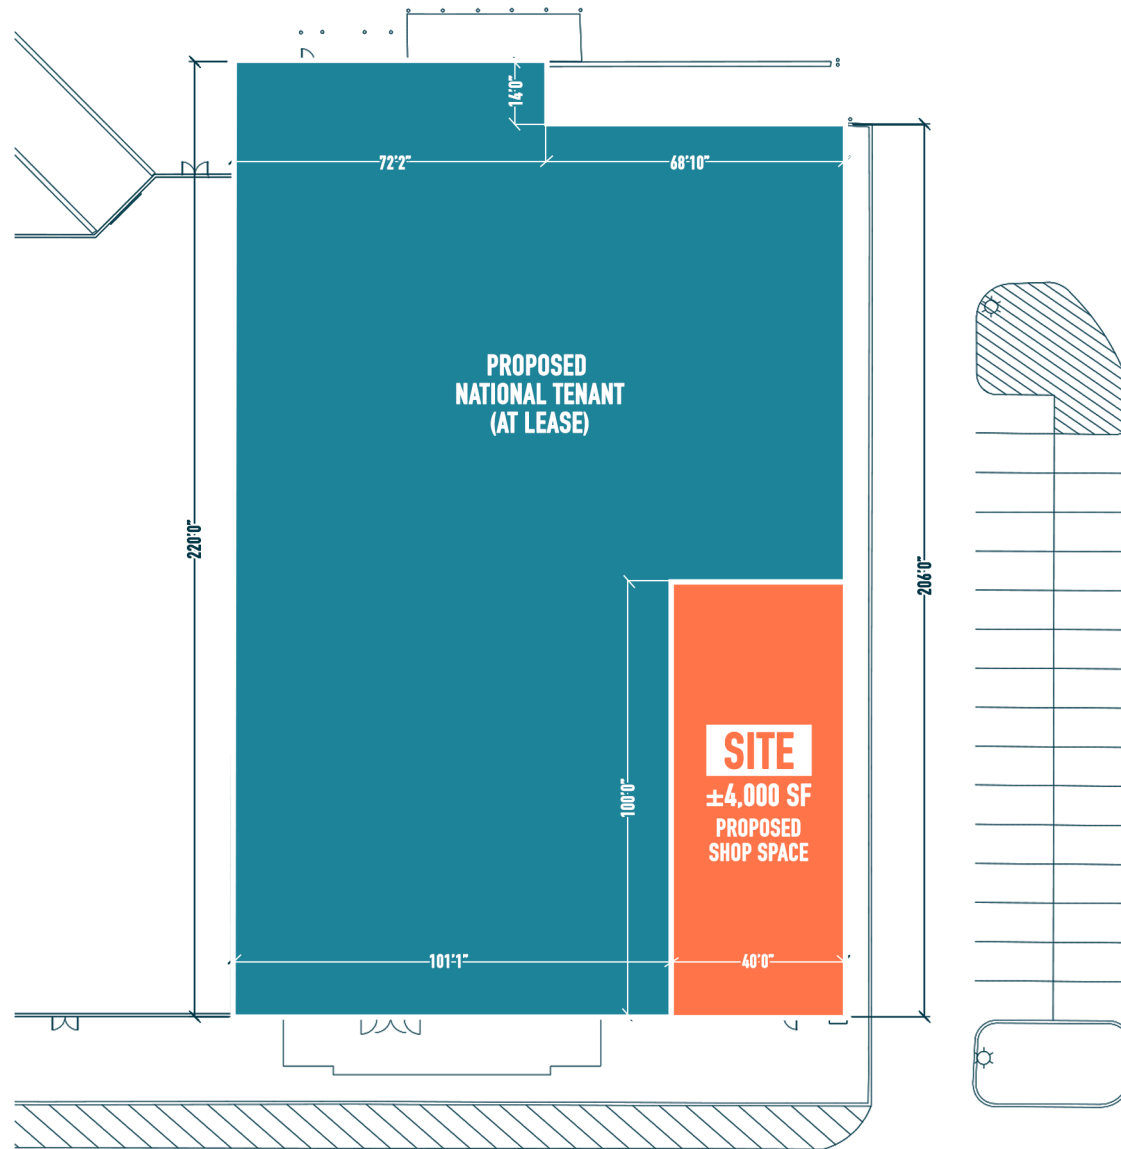 14'0"
72'2"
68'10"
PROPOSED
NATIONAL TENANT
(AT LEASE)
220'0"
206'0"
SITE
±4,000 SF
PROPOSED
SHOP SPACE
100'0"
101'1"
40'0"